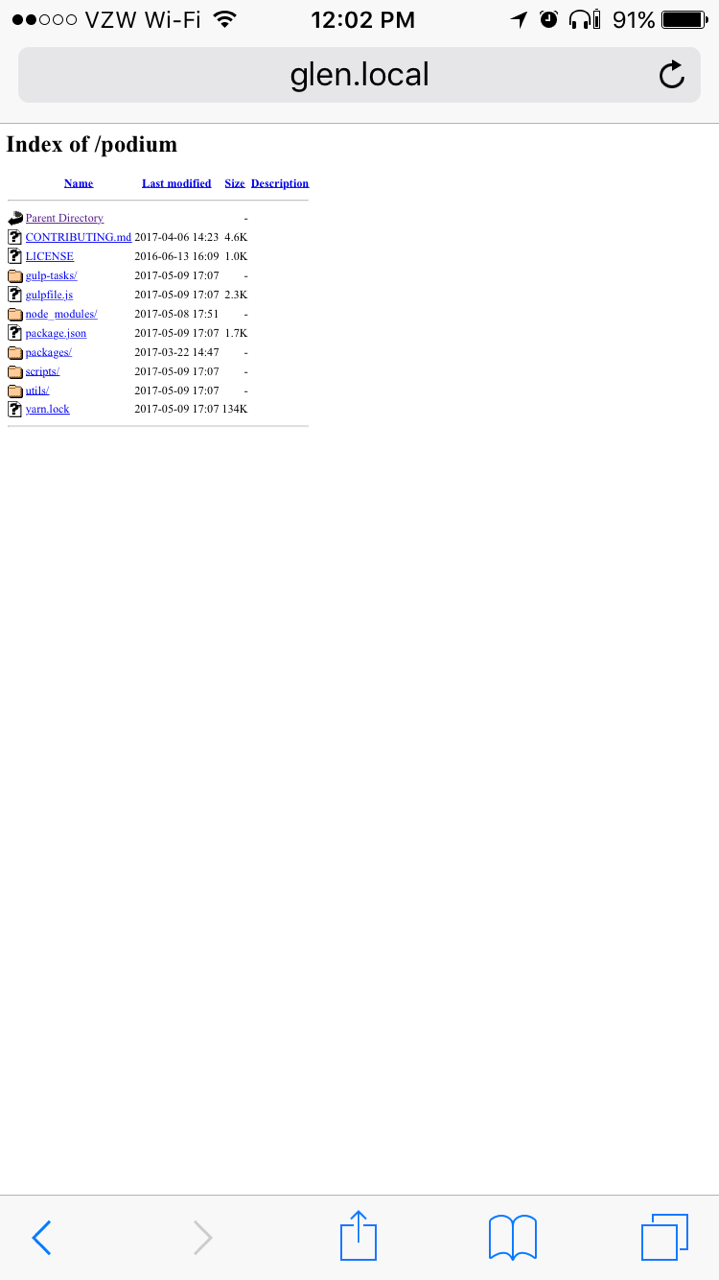 VZW Wi-Fi 12:02 PM 91%
glen.local
Index of /podium
Name Last modified Size Description
Parent Directory -
CONTRIBUTING.md 2017-04-06 14:23 4.6K
LICENSE 2016-06-13 16:09 1.0K
gulp-tasks/ 2017-05-09 17:07 -
gulpfile.js 2017-05-09 17:07 2.3K
node_modules/ 2017-05-08 17:51 -
package.json 2017-05-09 17:07 1.7K
packages/ 2017-03-22 14:47 -
scripts/ 2017-05-09 17:07 -
utils/ 2017-05-09 17:07 -
yarn.lock 2017-05-09 17:07 134K